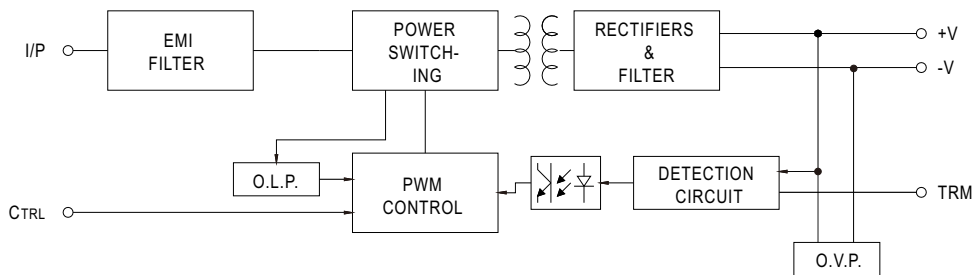 I/P
EMI
FILTER
POWER
SWITCH-
ING
RECTIFIERS
&
FILTER
+V
-V
O.L.P.
PWM
CONTROL
DETECTION
CIRCUIT
TRM
CTRL
O.V.P.